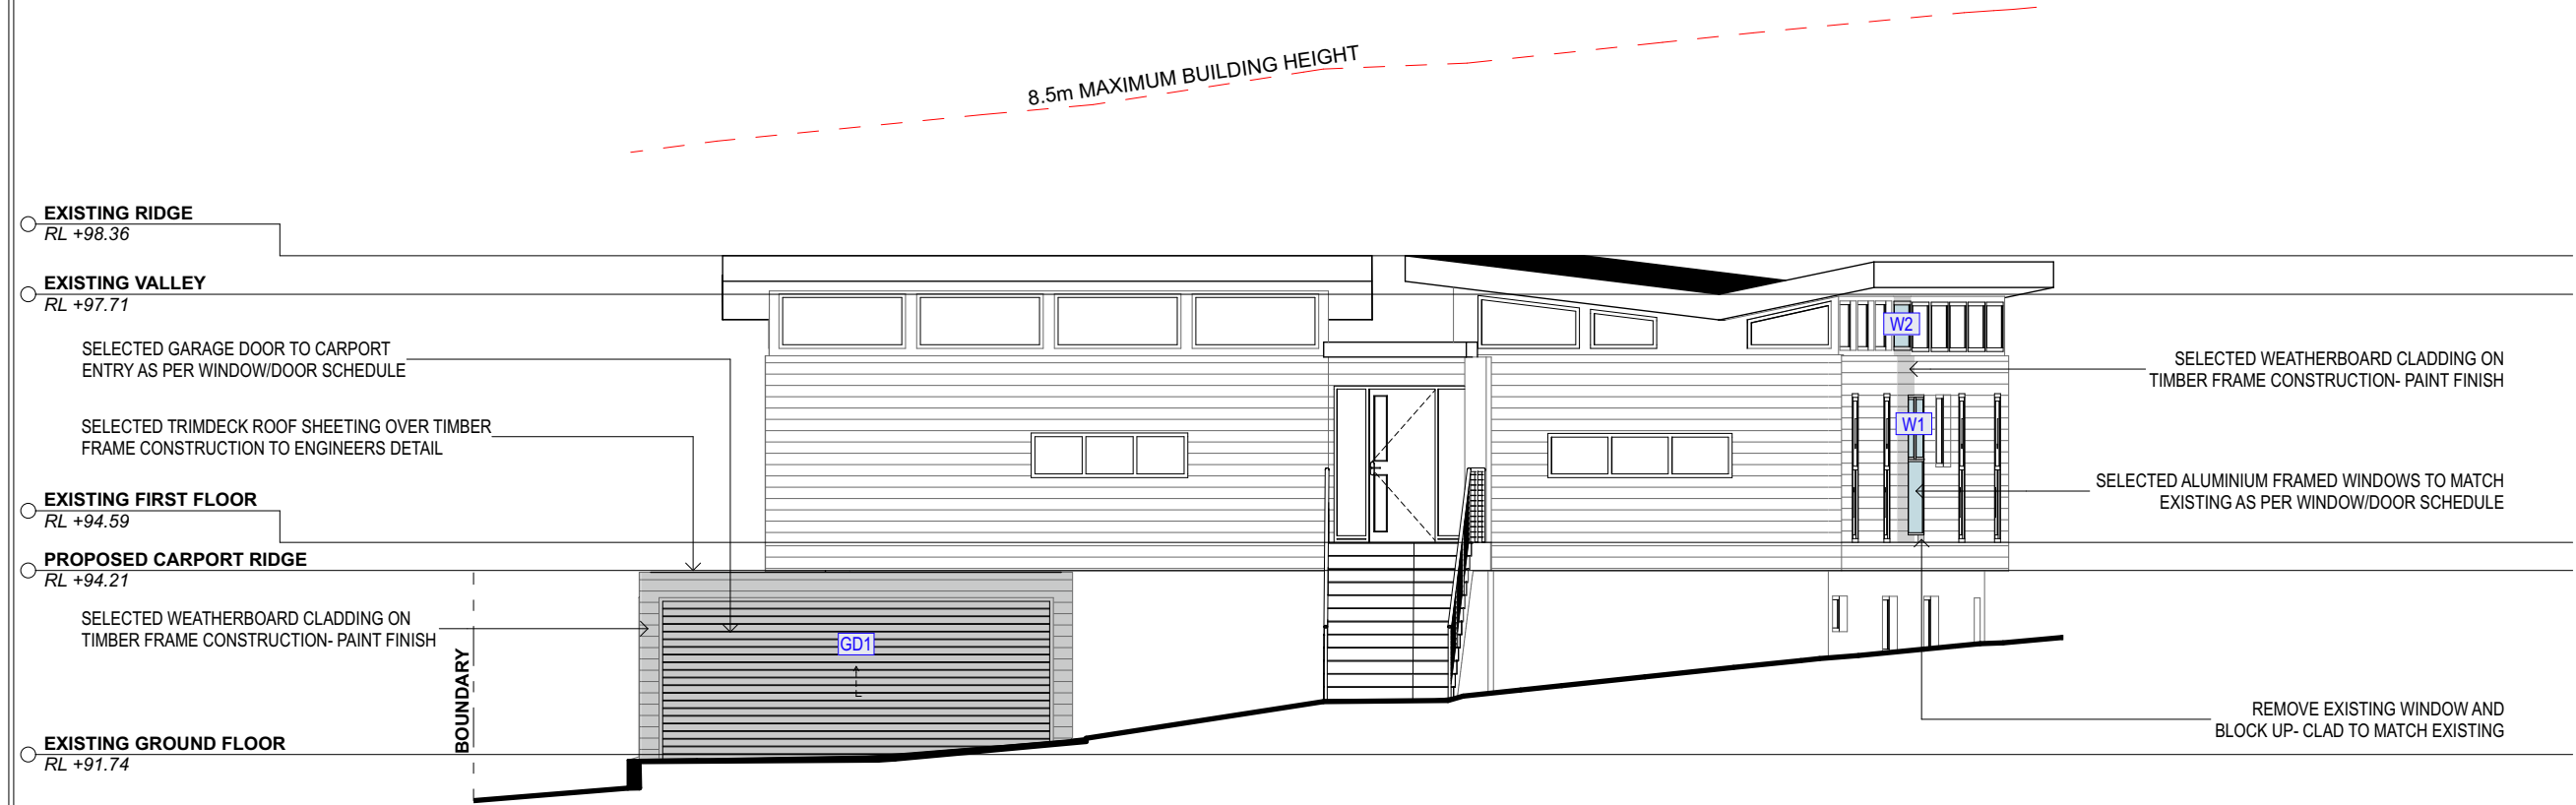 8.5m MAXIMUM BUILDING HEIGHT
EXISTING RIDGE
RL +98.36
EXISTING VALLEY
RL +97.71
SELECTED GARAGE DOOR TO CARPORT
ENTRY AS PER WINDOW/DOOR SCHEDULE
SELECTED TRIMDECK ROOF SHEETING OVER TIMBER
FRAME CONSTRUCTION TO ENGINEERS DETAIL
EXISTING FIRST FLOOR
RL +94.59
PROPOSED CARPORT RIDGE
RL +94.21
SELECTED WEATHERBOARD CLADDING ON
TIMBER FRAME CONSTRUCTION- PAINT FINISH
BOUNDARY
EXISTING GROUND FLOOR
RL +91.74
GD1
W2
W1
SELECTED WEATHERBOARD CLADDING ON
TIMBER FRAME CONSTRUCTION- PAINT FINISH
SELECTED ALUMINIUM FRAMED WINDOWS TO MATCH
EXISTING AS PER WINDOW/DOOR SCHEDULE
REMOVE EXISTING WINDOW AND
BLOCK UP- CLAD TO MATCH EXISTING